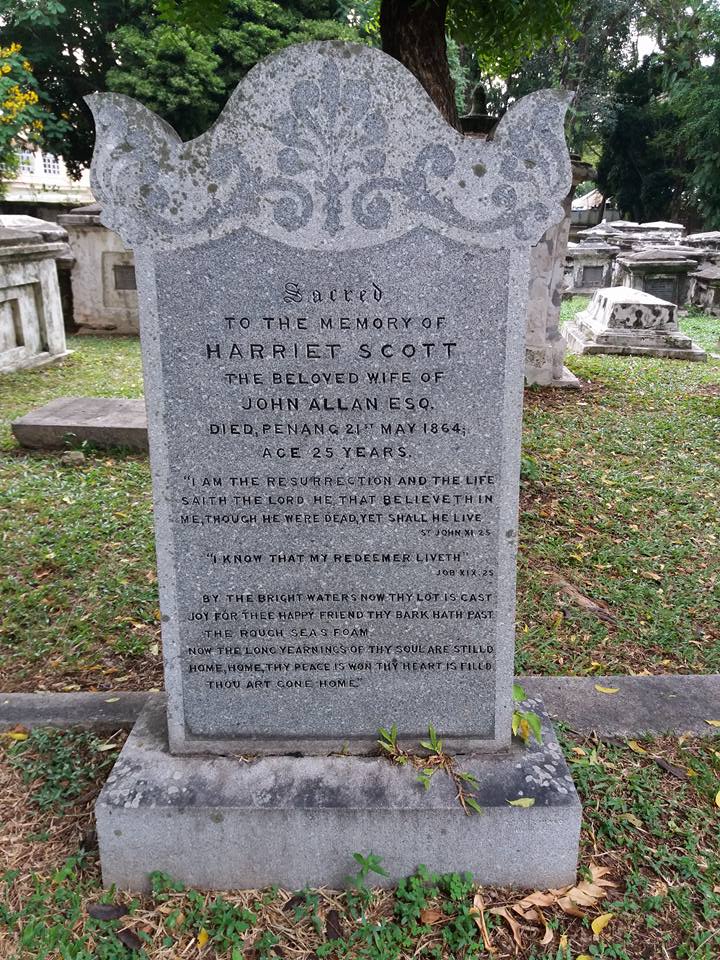 Sacred
TO THE MEMORY OF
HARRIET SCOTT
THE BELOVED WIFE OF
JOHN ALLAN ESQ.
DIED, PENANG 21ST MAY 1864;
AGE 25 YEARS.
"I AM THE RESURRECTION AND THE LIFE
SAITH THE LORD. HE THAT BELIEVETH IN
ME, THOUGH HE WERE DEAD, YET SHALL HE LIVE
ST JOHN XI. 25
"I KNOW THAT MY REDEEMER LIVETH"
JOB XIX. 25
BY THE BRIGHT WATERS NOW THY LOT IS CAST
JOY FOR THEE HAPPY FRIEND THY BARK HATH PAST
THE ROUGH SEAS FOAM.
NOW THE LONG YEARNINGS OF THY SOUL ARE STILLD
HOME, HOME, THY PEACE IS WON THY HEART IS FILLD.
THOU ART GONE HOME."